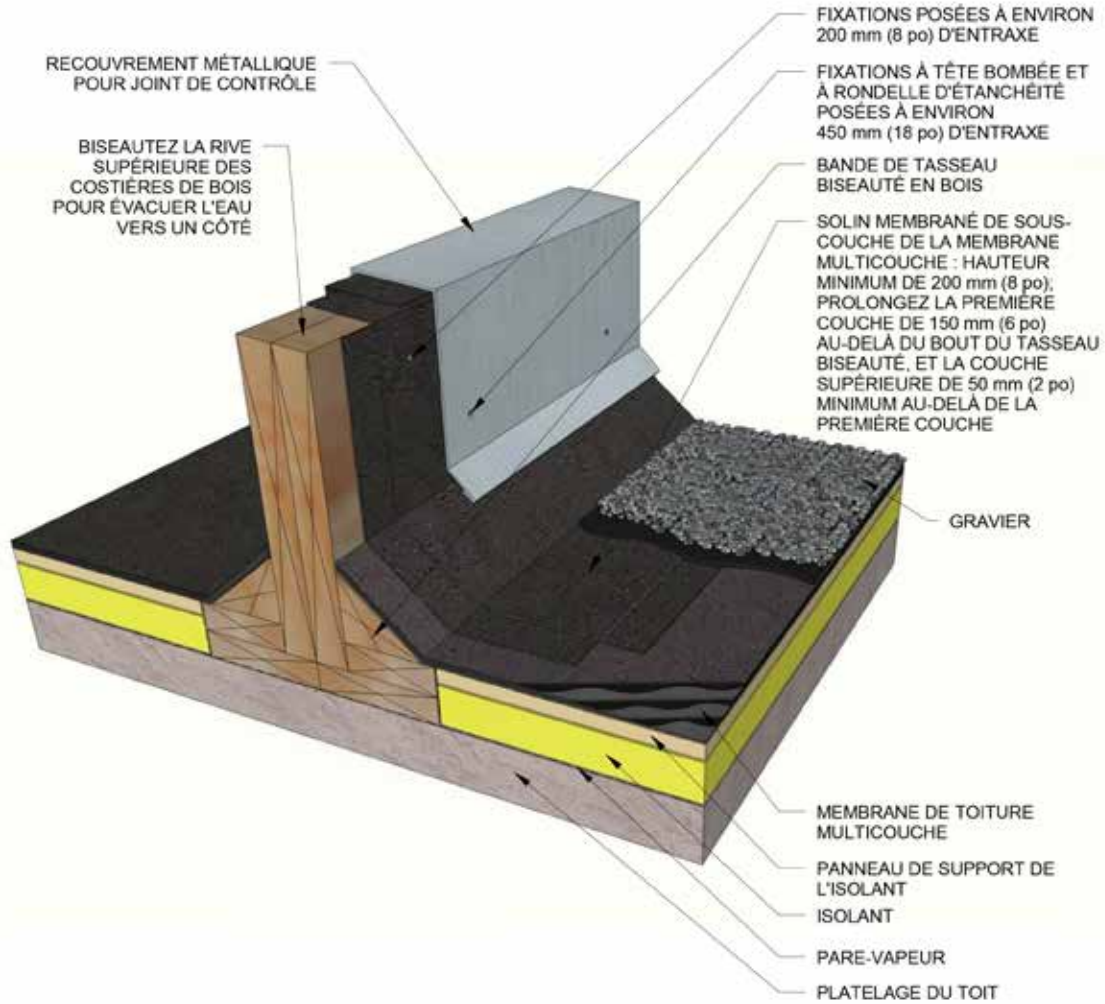 RECOUVREMENT MÉTALLIQUE
POUR JOINT DE CONTRÔLE
BISEAUTEZ LA RIVE
SUPÉRIEURE DES
COSTIÈRES DE BOIS
POUR ÉVACUER L'EAU
VERS UN CÔTÉ
FIXATIONS POSÉES À ENVIRON
200 mm (8 po) D'ENTRAXE
FIXATIONS À TÊTE BOMBÉE ET
À RONDELLE D'ÉTANCHÉITÉ
POSÉES À ENVIRON
450 mm (18 po) D'ENTRAXE
BANDE DE TASSEAU
BISEAUTÉ EN BOIS
SOLIN MEMBRANÉ DE SOUS-
COUCHE DE LA MEMBRANE
MULTICOUCHE : HAUTEUR
MINIMUM DE 200 mm (8 po);
PROLONGEZ LA PREMIÈRE
COUCHE DE 150 mm (6 po)
AU-DELÀ DU BOUT DU TASSEAU
BISEAUTÉ, ET LA COUCHE
SUPÉRIEURE DE 50 mm (2 po)
MINIMUM AU-DELÀ DE LA
PREMIÈRE COUCHE
GRAVIER
MEMBRANE DE TOITURE
MULTICOUCHE
PANNEAU DE SUPPORT DE
L'ISOLANT
ISOLANT
PARE-VAPEUR
PLATELAGE DU TOIT